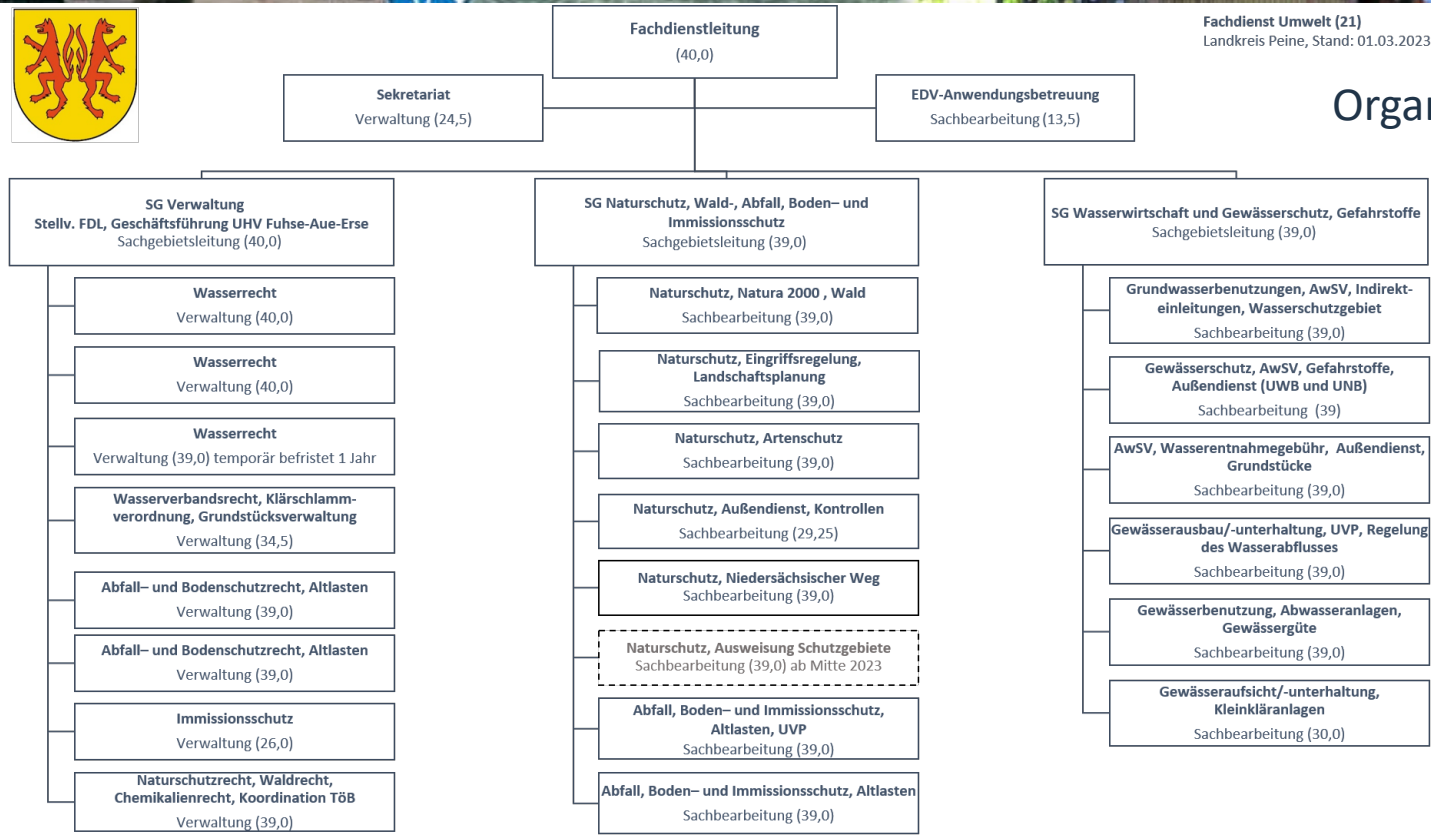 Fachdienst Umwelt (21)
Landkreis Peine, Stand: 01.03.2023
Organ
Fachdienstleitung
(40,0)
Sekretariat
Verwaltung (24,5)
EDV-Anwendungsbetreuung
Sachbearbeitung (13,5)
SG Verwaltung
Stellv. FDL, Geschäftsführung UHV Fuhse-Aue-Erse
Sachgebietsleitung (40,0)
Wasserrecht
Verwaltung (40,0)
Wasserrecht
Verwaltung (40,0)
Wasserrecht
Verwaltung (39,0) temporär befristet 1 Jahr
Wasserverbandsrecht, Klärschlamm-
verordnung, Grundstücksverwaltung
Verwaltung (34,5)
Abfall– und Bodenschutzrecht, Altlasten
Verwaltung (39,0)
Abfall– und Bodenschutzrecht, Altlasten
Verwaltung (39,0)
Immissionsschutz
Verwaltung (26,0)
Naturschutzrecht, Waldrecht,
Chemikalienrecht, Koordination TöB
Verwaltung (39,0)
SG Naturschutz, Wald-, Abfall, Boden– und
Immissionsschutz
Sachgebietsleitung (39,0)
Naturschutz, Natura 2000 , Wald
Sachbearbeitung (39,0)
Naturschutz, Eingriffsregelung,
Landschaftsplanung
Sachbearbeitung (39,0)
Naturschutz, Artenschutz
Sachbearbeitung (39,0)
Naturschutz, Außendienst, Kontrollen
Sachbearbeitung (29,25)
Naturschutz, Niedersächsischer Weg
Sachbearbeitung (39,0)
Naturschutz, Ausweisung Schutzgebiete
Sachbearbeitung (39,0) ab Mitte 2023
Abfall, Boden– und Immissionsschutz,
Altlasten, UVP
Sachbearbeitung (39,0)
Abfall, Boden– und Immissionsschutz, Altlasten
Sachbearbeitung (39,0)
SG Wasserwirtschaft und Gewässerschutz, Gefahrstoffe
Sachgebietsleitung (39,0)
Grundwasserbenutzungen, AwSV, Indirekt-
einleitungen, Wasserschutzgebiet
Sachbearbeitung (39,0)
Gewässerschutz, AwSV, Gefahrstoffe,
Außendienst (UWB und UNB)
Sachbearbeitung (39)
AwSV, Wasserentnahmegebühr, Außendienst,
Grundstücke
Sachbearbeitung (39,0)
Gewässerausbau/-unterhaltung, UVP, Regelung
des Wasserabflusses
Sachbearbeitung (39,0)
Gewässerbenutzung, Abwasseranlagen,
Gewässergüte
Sachbearbeitung (39,0)
Gewässeraufsicht/-unterhaltung,
Kleinkläranlagen
Sachbearbeitung (30,0)